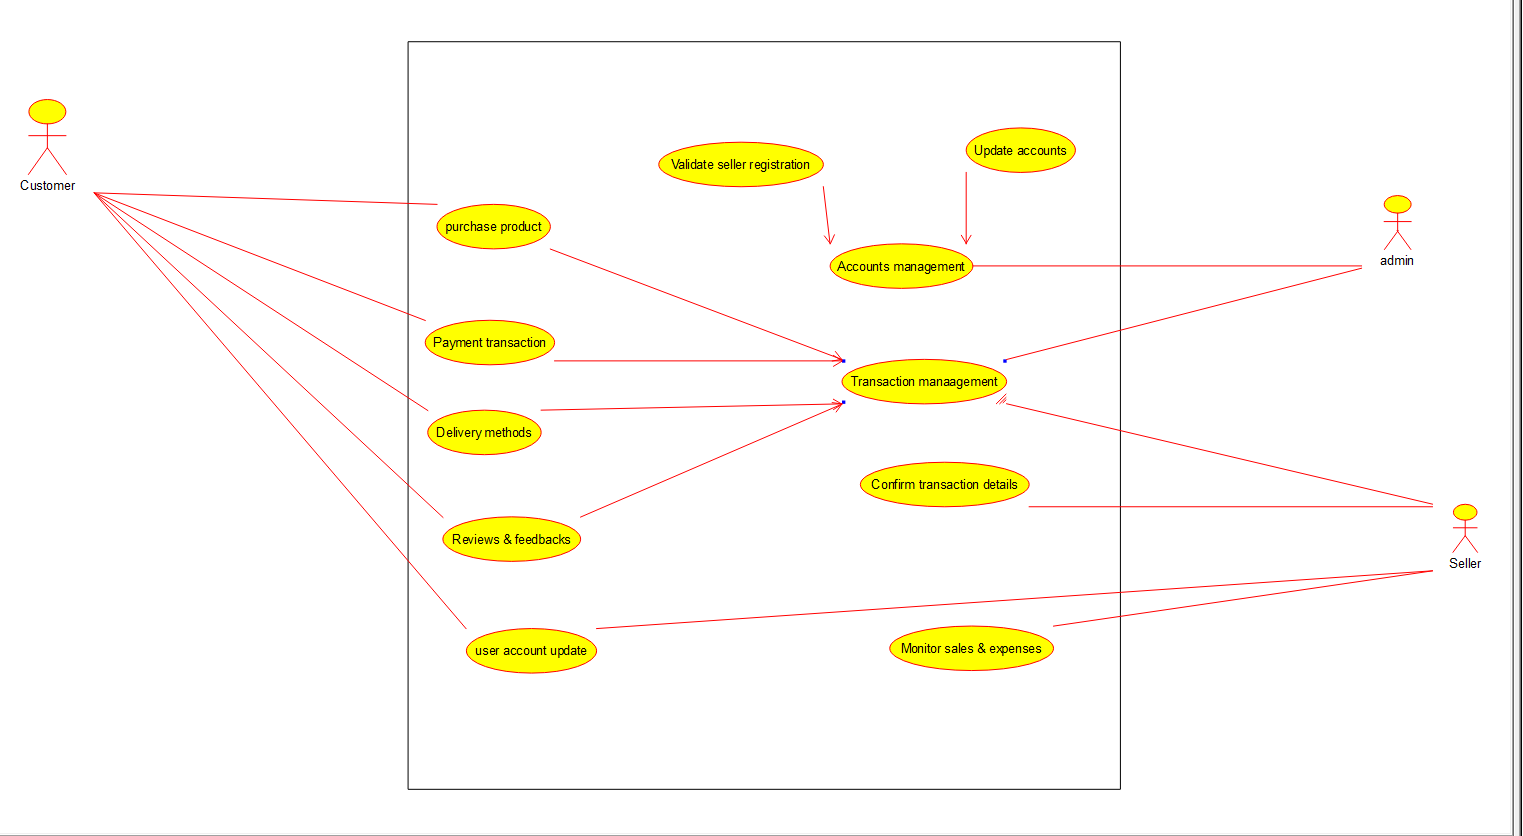 Customer
purchase product
Payment transaction
Delivery methods
Reviews & feedbacks
user account update
Validate seller registration
Update accounts
Accounts management
Transaction manaagement
Confirm transaction details
Monitor sales & expenses
admin
Seller